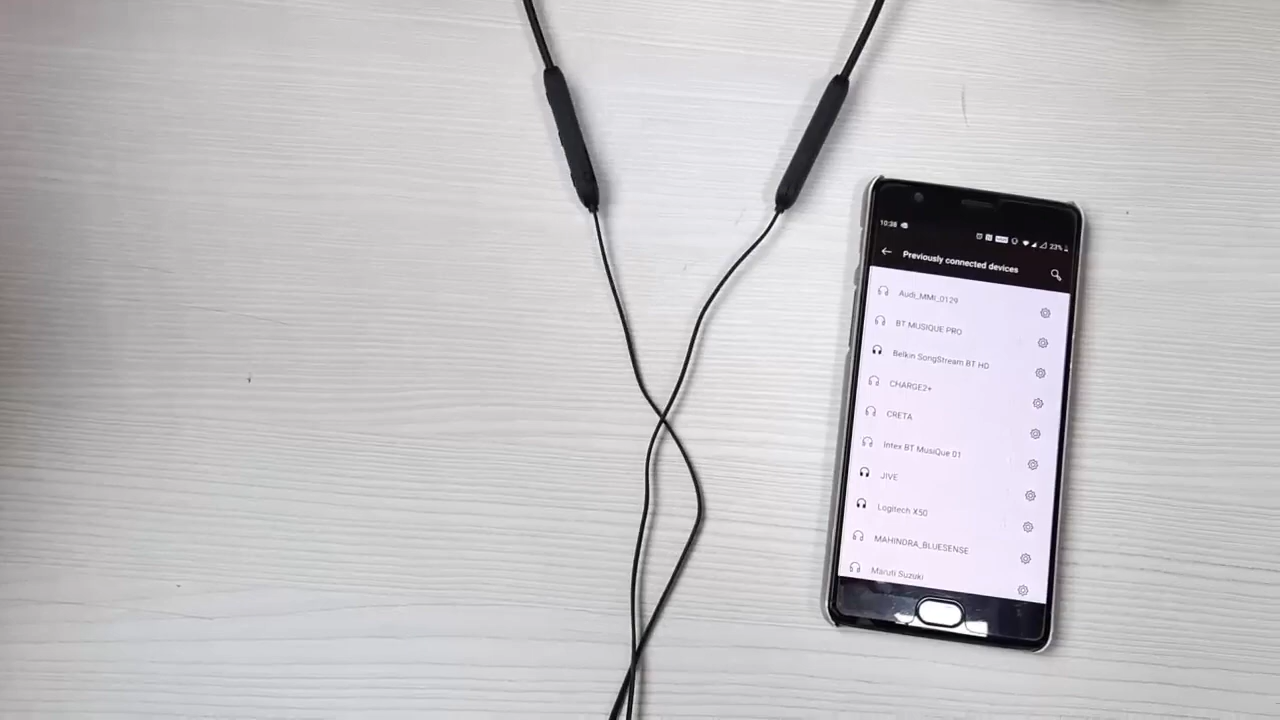 10:28
23%
Previously connected devices
Audi_MMI_0129
BT MUSIQUE PRO
Belkin SongStream BT HD
CHARGE2+
CRETA
Intex BT MusiQue 01
JIVE
Logitech X50
MAHINDRA_BLUESENSE
Maruti Suzuki